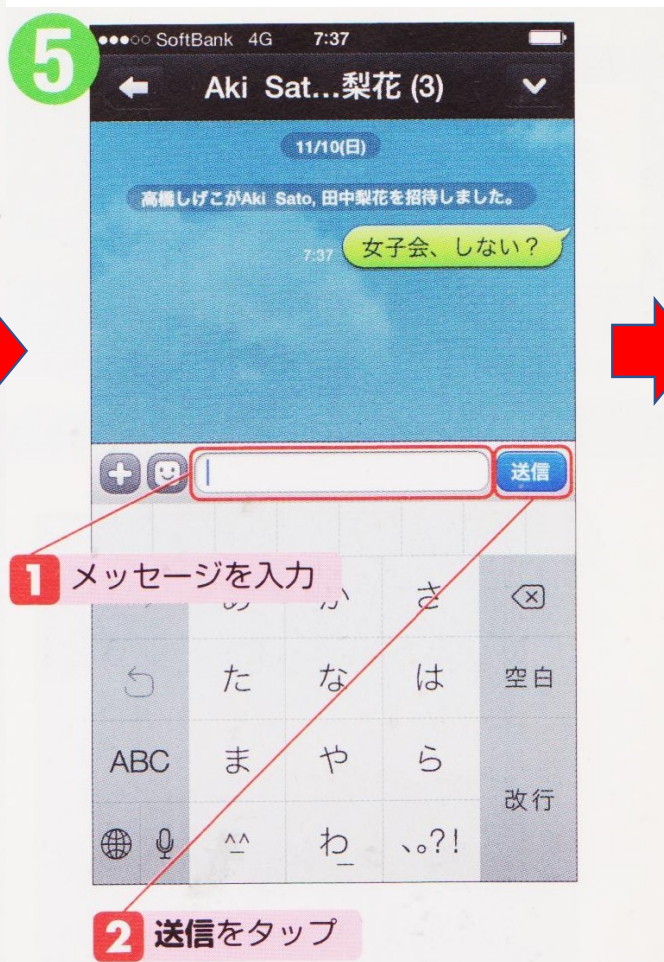 5
SoftBank 4G 7:37
Aki Sat...梨花 (3)
11/10(日)
高橋しげこがAki Sato, 田中梨花を招待しました。
7:37 女子会、しない?
送信
1 メッセージを入力
さ
た な は 空白
ABC ま や ら
改行
^^ わ 、。?!
2 送信をタップ